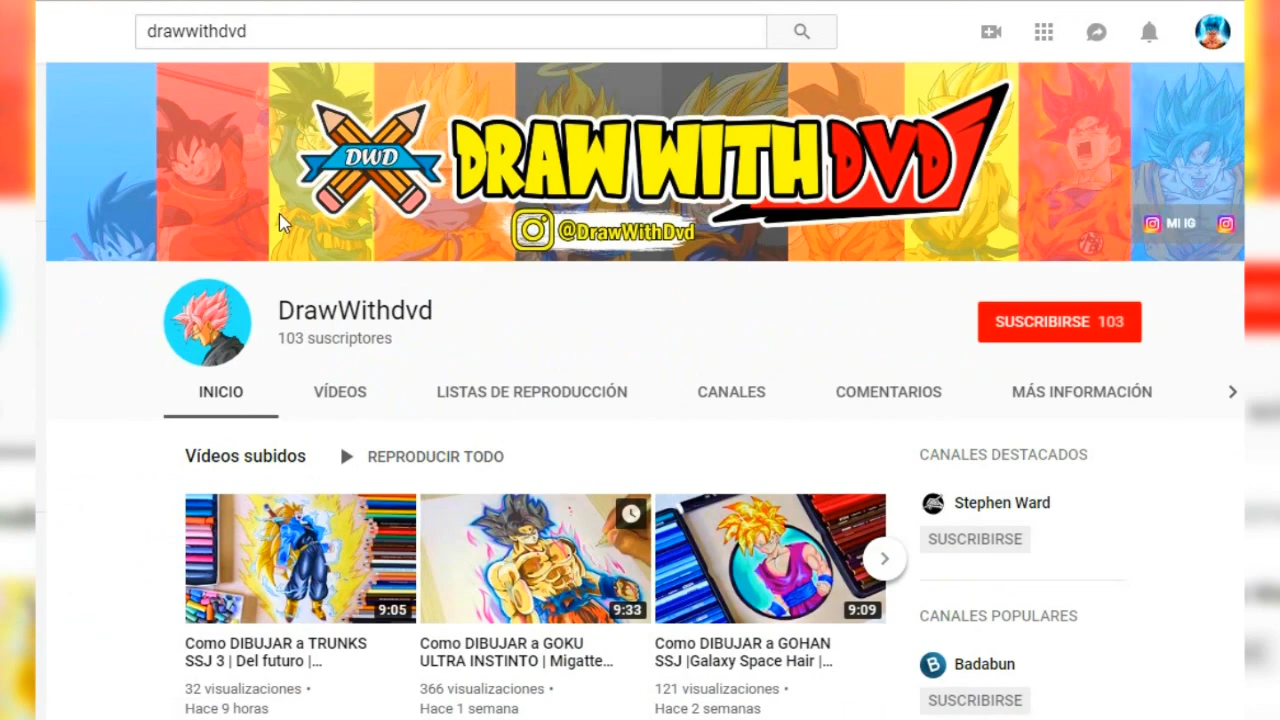 drawwithdvd
DWD
DRAW WITH DVD
@DrawWithDvd
MI IG
DrawWithdvd
103 suscriptores
SUSCRIBIRSE 103
INICIO
VÍDEOS
LISTAS DE REPRODUCCIÓN
CANALES
COMENTARIOS
MÁS INFORMACIÓN
Vídeos subidos
REPRODUCIR TODO
9:05
Como DIBUJAR a TRUNKS
SSJ 3 | Del futuro |...
32 visualizaciones •
Hace 9 horas
9:33
Como DIBUJAR a GOKU
ULTRA INSTINTO | Migatte...
366 visualizaciones •
Hace 1 semana
9:09
Como DIBUJAR a GOHAN
SSJ |Galaxy Space Hair |...
121 visualizaciones •
Hace 2 semanas
CANALES DESTACADOS
Stephen Ward
SUSCRIBIRSE
CANALES POPULARES
B
Badabun
SUSCRIBIRSE